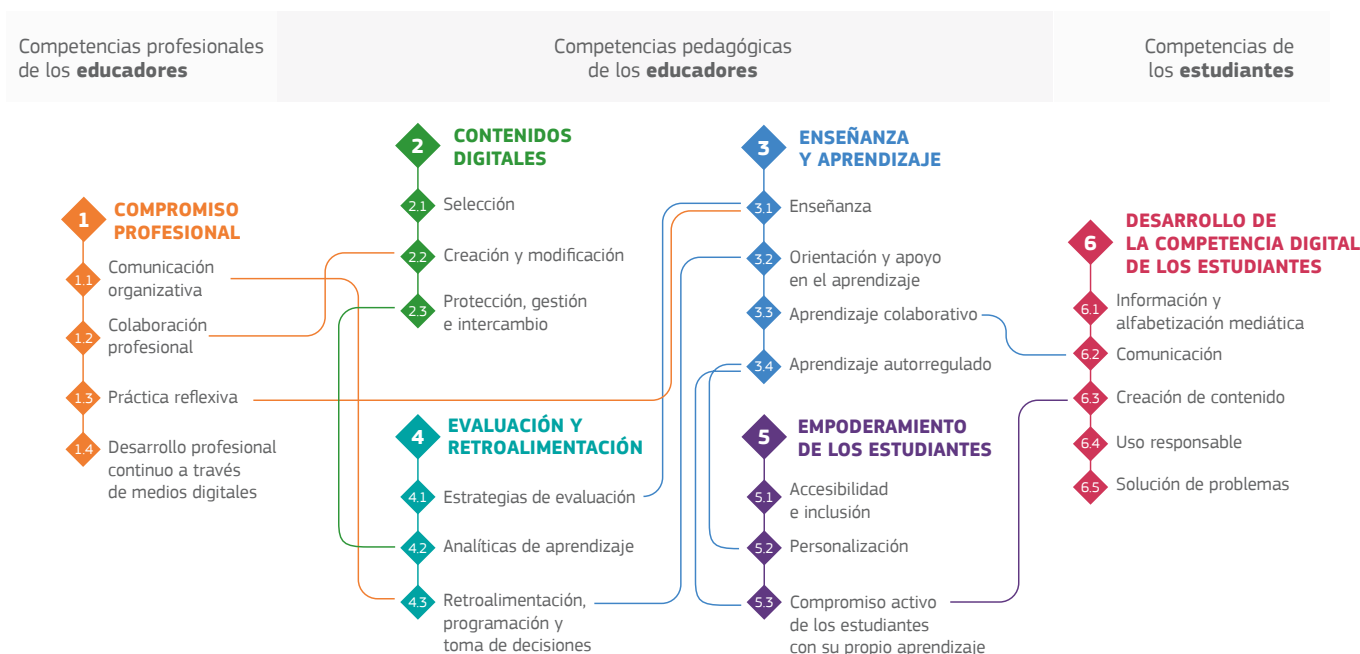 Competencias profesionales
de los educadores
Competencias pedagógicas
de los educadores
Competencias de
los estudiantes
1
COMPROMISO
PROFESIONAL
1.1
Comunicación
organizativa
1.2
Colaboración
profesional
1.3
Práctica reflexiva
1.4
Desarrollo profesional
continuo a través
de medios digitales
2
CONTENIDOS
DIGITALES
2.1
Selección
2.2
Creación y modificación
2.3
Protección, gestión
e intercambio
4
EVALUACIÓN Y
RETROALIMENTACIÓN
4.1
Estrategias de evaluación
4.2
Analíticas de aprendizaje
4.3
Retroalimentación,
programación y
toma de decisiones
3
ENSEÑANZA
Y APRENDIZAJE
3.1
Enseñanza
3.2
Orientación y apoyo
en el aprendizaje
3.3
Aprendizaje colaborativo
3.4
Aprendizaje autorregulado
5
EMPODERAMIENTO
DE LOS ESTUDIANTES
5.1
Accesibilidad
e inclusión
5.2
Personalización
5.3
Compromiso activo
de los estudiantes
con su propio aprendizaje
6
DESARROLLO DE
LA COMPETENCIA DIGITAL
DE LOS ESTUDIANTES
6.1
Información y
alfabetización mediática
6.2
Comunicación
6.3
Creación de contenido
6.4
Uso responsable
6.5
Solución de problemas